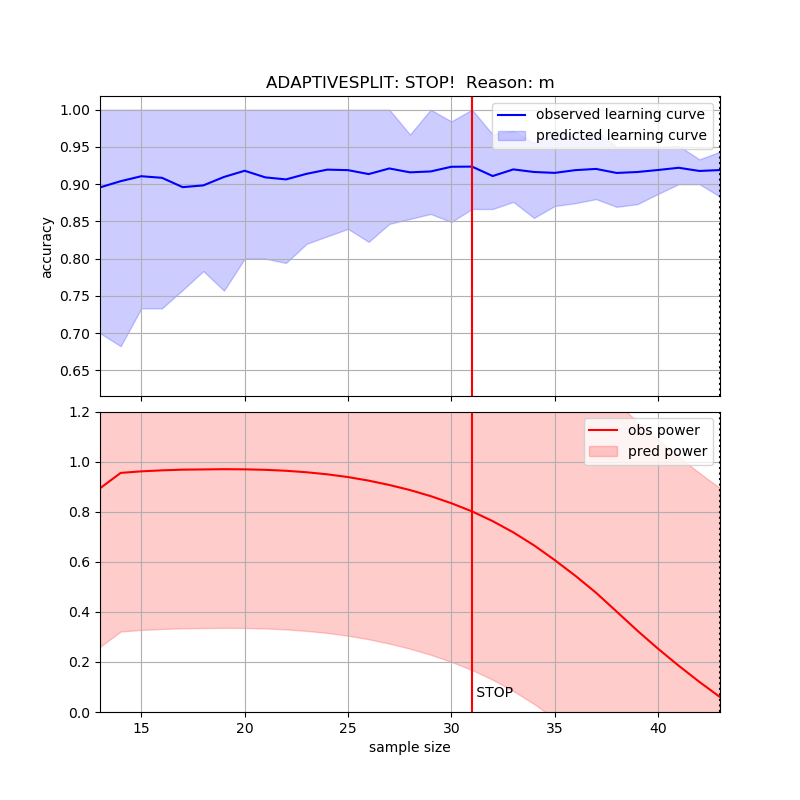 ADAPTIVESPLIT: STOP!  Reason: m
observed learning curve
predicted learning curve
1.00
0.95
0.90
0.85
0.80
0.75
0.70
0.65
accuracy
obs power
pred power
1.2
1.0
0.8
0.6
0.4
0.2
0.0
STOP
15 20 25 30 35 40
sample size